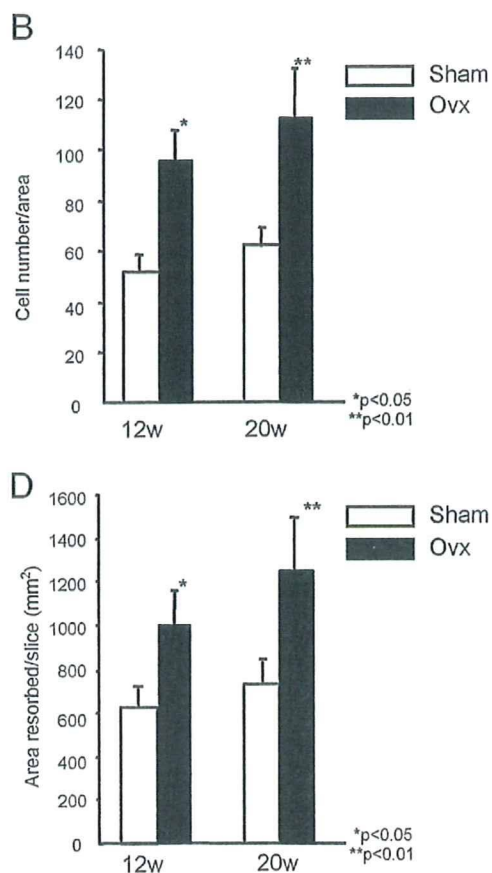 B
140
120
100
80
60
40
20
0
Cell number/area
*
**
Sham
Ovx
12w
20w
*p<0.05
**p<0.01
D
1600
1400
1200
1000
800
600
400
200
0
Area resorbed/slice (mm²)
*
**
Sham
Ovx
12w
20w
*p<0.05
**p<0.01